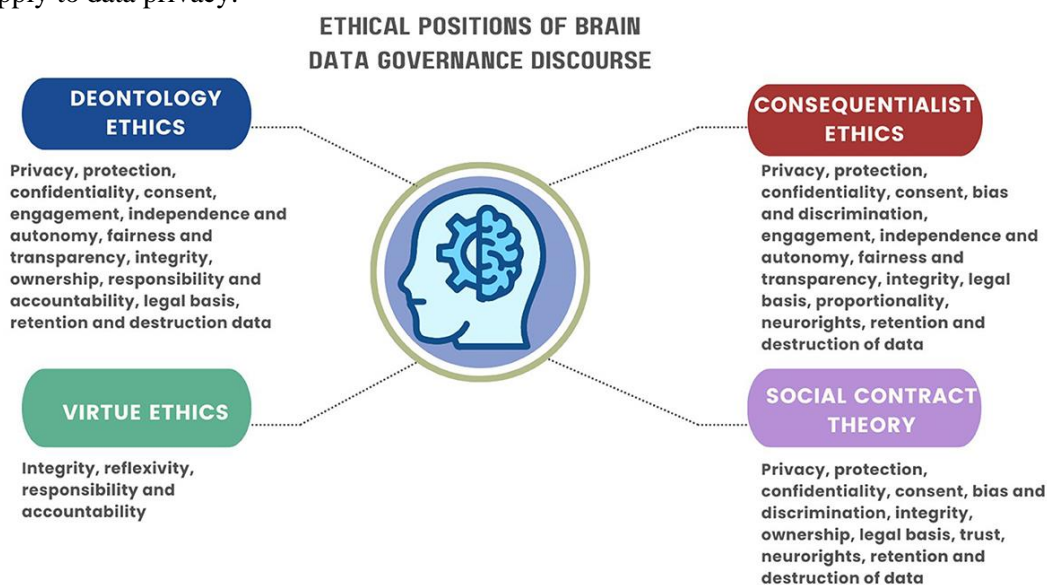 apply to data privacy.
ETHICAL POSITIONS OF BRAIN
DATA GOVERNANCE DISCOURSE
DEONTOLOGY
ETHICS
Privacy, protection,
confidentiality, consent,
engagement, independence and
autonomy, fairness and
transparency, integrity,
ownership, responsibility and
accountability, legal basis,
retention and destruction data
CONSEQUENTIALIST
ETHICS
Privacy, protection,
confidentiality, consent, bias
and discrimination,
engagement, independence and
autonomy, fairness and
transparency, integrity, legal
basis, proportionality,
neurorights, retention and
destruction of data
VIRTUE ETHICS
Integrity, reflexivity,
responsibility and
accountability
SOCIAL CONTRACT
THEORY
Privacy, protection,
confidentiality, consent, bias and
discrimination, integrity,
ownership, legal basis, trust,
neurorights, retention and
destruction of data